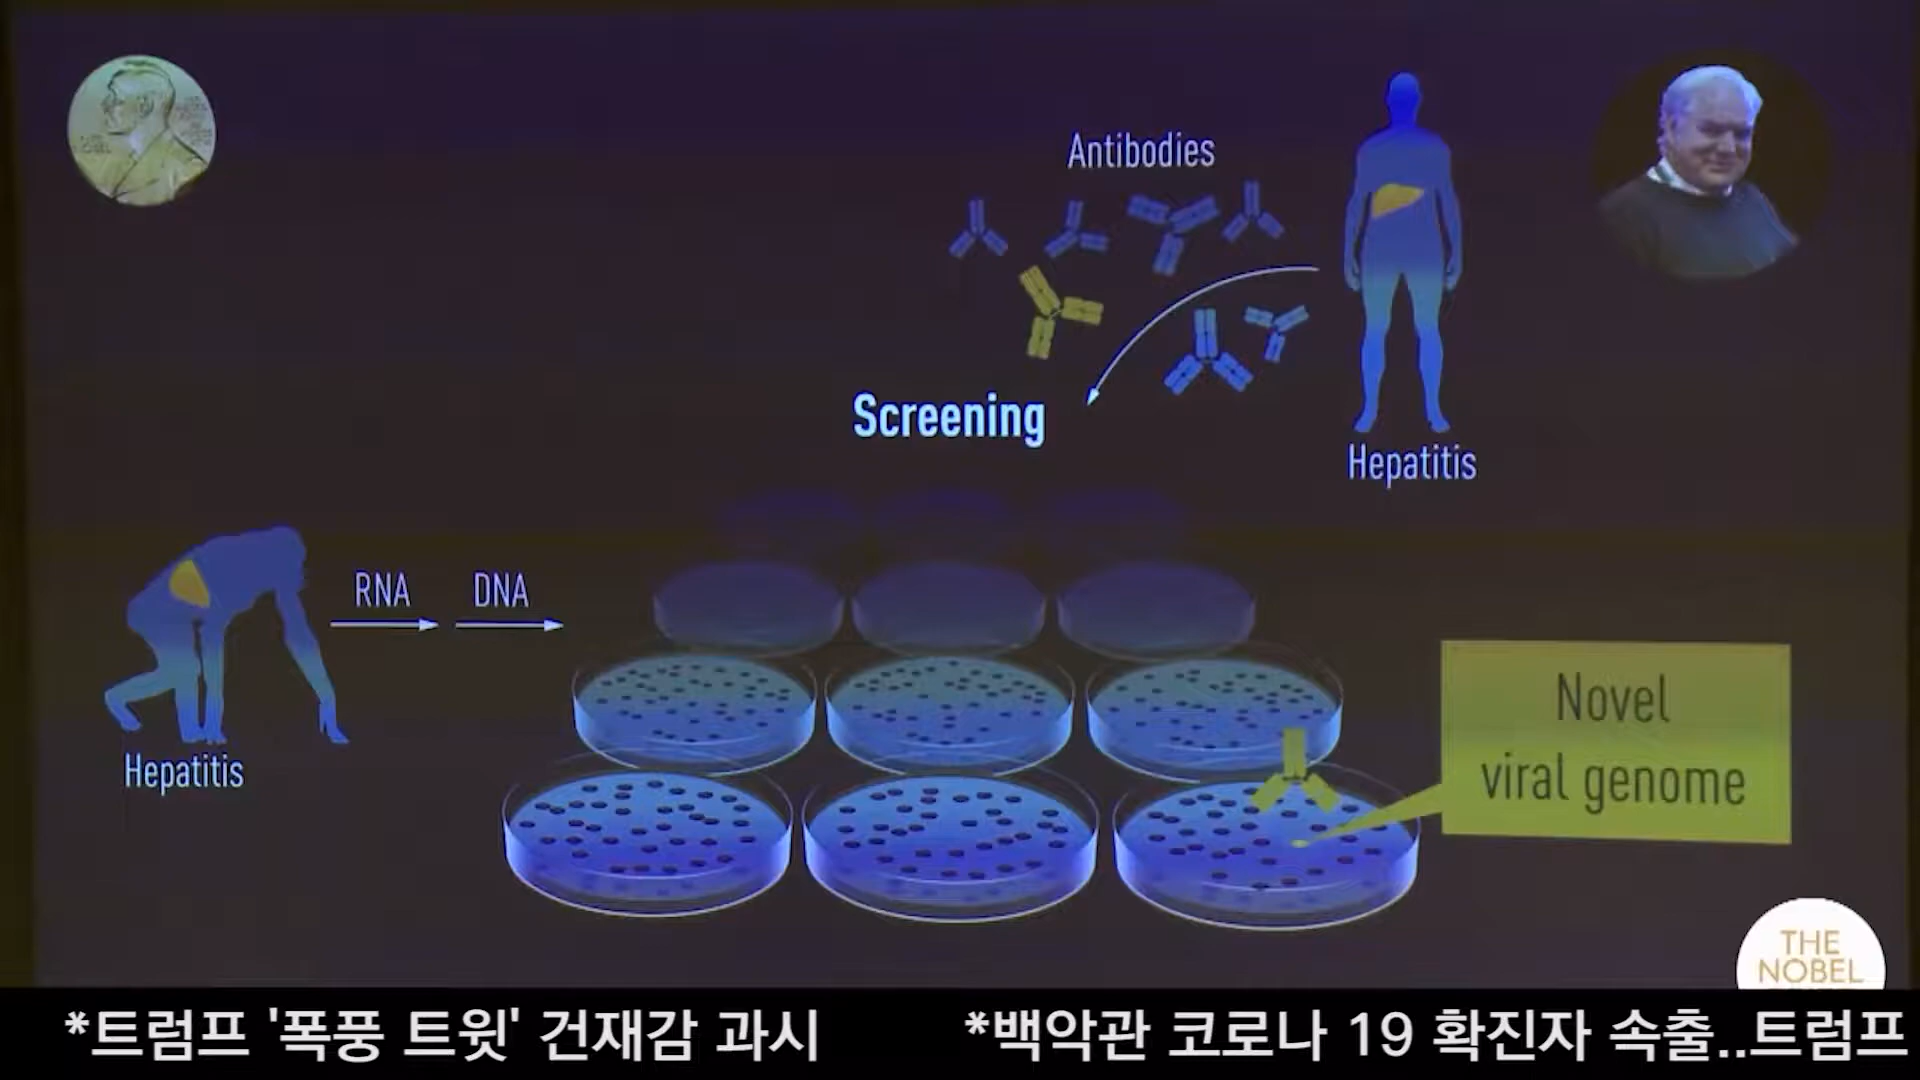 Antibodies
Screening
Hepatitis
RNA
DNA
Hepatitis
Novel
viral genome
THE
NOBEL
*트럼프 '폭풍 트윗' 건재감 과시 *백악관 코로나 19 확진자 속출..트럼프